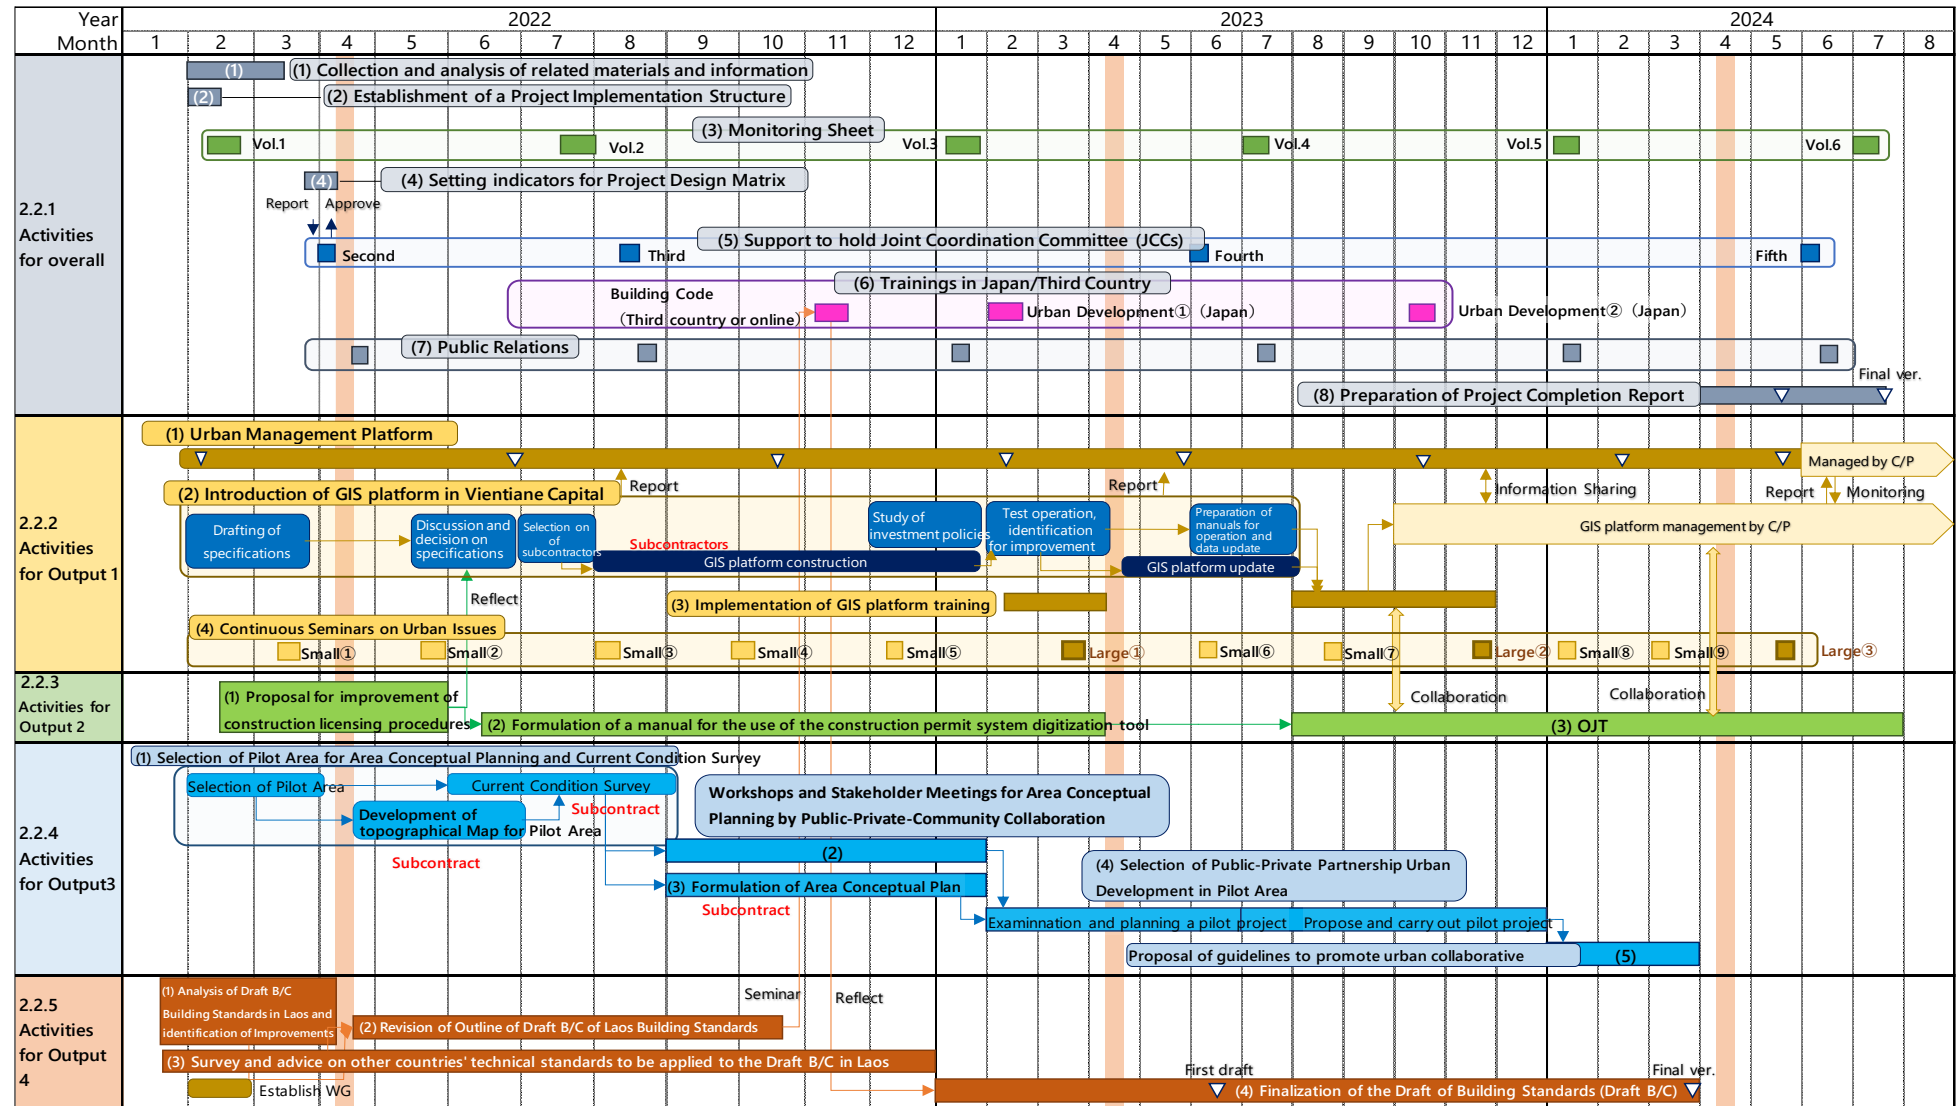 Year 2022 2023 2024
Month 1 2 3 4 5 6 7 8 9 10 11 12 1 2 3 4 5 6 7 8 9 10 11 12 1 2 3 4 5 6 7 8
2.2.1
Activities
for overall
(1) (1) Collection and analysis of related materials and information
(2) (2) Establishment of a Project Implementation Structure
(3) Monitoring Sheet
Vol.1 Vol.2 Vol.3 Vol.4 Vol.5 Vol.6
(4) (4) Setting indicators for Project Design Matrix
Report Approve
(5) Support to hold Joint Coordination Committee (JCCs)
Second Third Fourth Fifth
(6) Trainings in Japan/Third Country
Building Code
（Third country or online） Urban Development①（Japan） Urban Development②（Japan）
(7) Public Relations
Final ver.
(8) Preparation of Project Completion Report
2.2.2
Activities
for Output 1
(1) Urban Management Platform
Managed by C/P
(2) Introduction of GIS platform in Vientiane Capital
Report Report Information Sharing Report Monitoring
Drafting of
specifications
Discussion and
decision on
specifications
Selection on
of
subcontractors
Subcontractors
GIS platform construction
Study of
investment policies
Test operation,
identification
for improvement
Preparation of
manuals for
operation and
data update
GIS platform update
GIS platform management by C/P
Reflect
(3) Implementation of GIS platform training
(4) Continuous Seminars on Urban Issues
Small① Small② Small③ Small④ Small⑤ Large① Small⑥ Small⑦ Large② Small⑧ Small⑨ Large③
2.2.3
Activities for
Output 2
(1) Proposal for improvement of
construction licensing procedures
(2) Formulation of a manual for the use of the construction permit system digitization tool
Collaboration Collaboration
(3) OJT
2.2.4
Activities
for Output3
(1) Selection of Pilot Area for Area Conceptual Planning and Current Condition Survey
Selection of Pilot Area Current Condition Survey
Subcontract
Development of
topographical Map for Pilot Area
Subcontract
Workshops and Stakeholder Meetings for Area Conceptual
Planning by Public-Private-Community Collaboration
(2)
(3) Formulation of Area Conceptual Plan
Subcontract
(4) Selection of Public-Private Partnership Urban
Development in Pilot Area
Examinnation and planning a pilot project Propose and carry out pilot project
Proposal of guidelines to promote urban collaborative (5)
2.2.5
Activities
for Output
4
(1) Analysis of Draft B/C
Building Standards in Laos and
identification of Improvements
Seminar Reflect
(2) Revision of Outline of Draft B/C of Laos Building Standards
(3) Survey and advice on other countries' technical standards to be applied to the Draft B/C in Laos
Establish WG
First draft Final ver.
(4) Finalization of the Draft of Building Standards (Draft B/C)